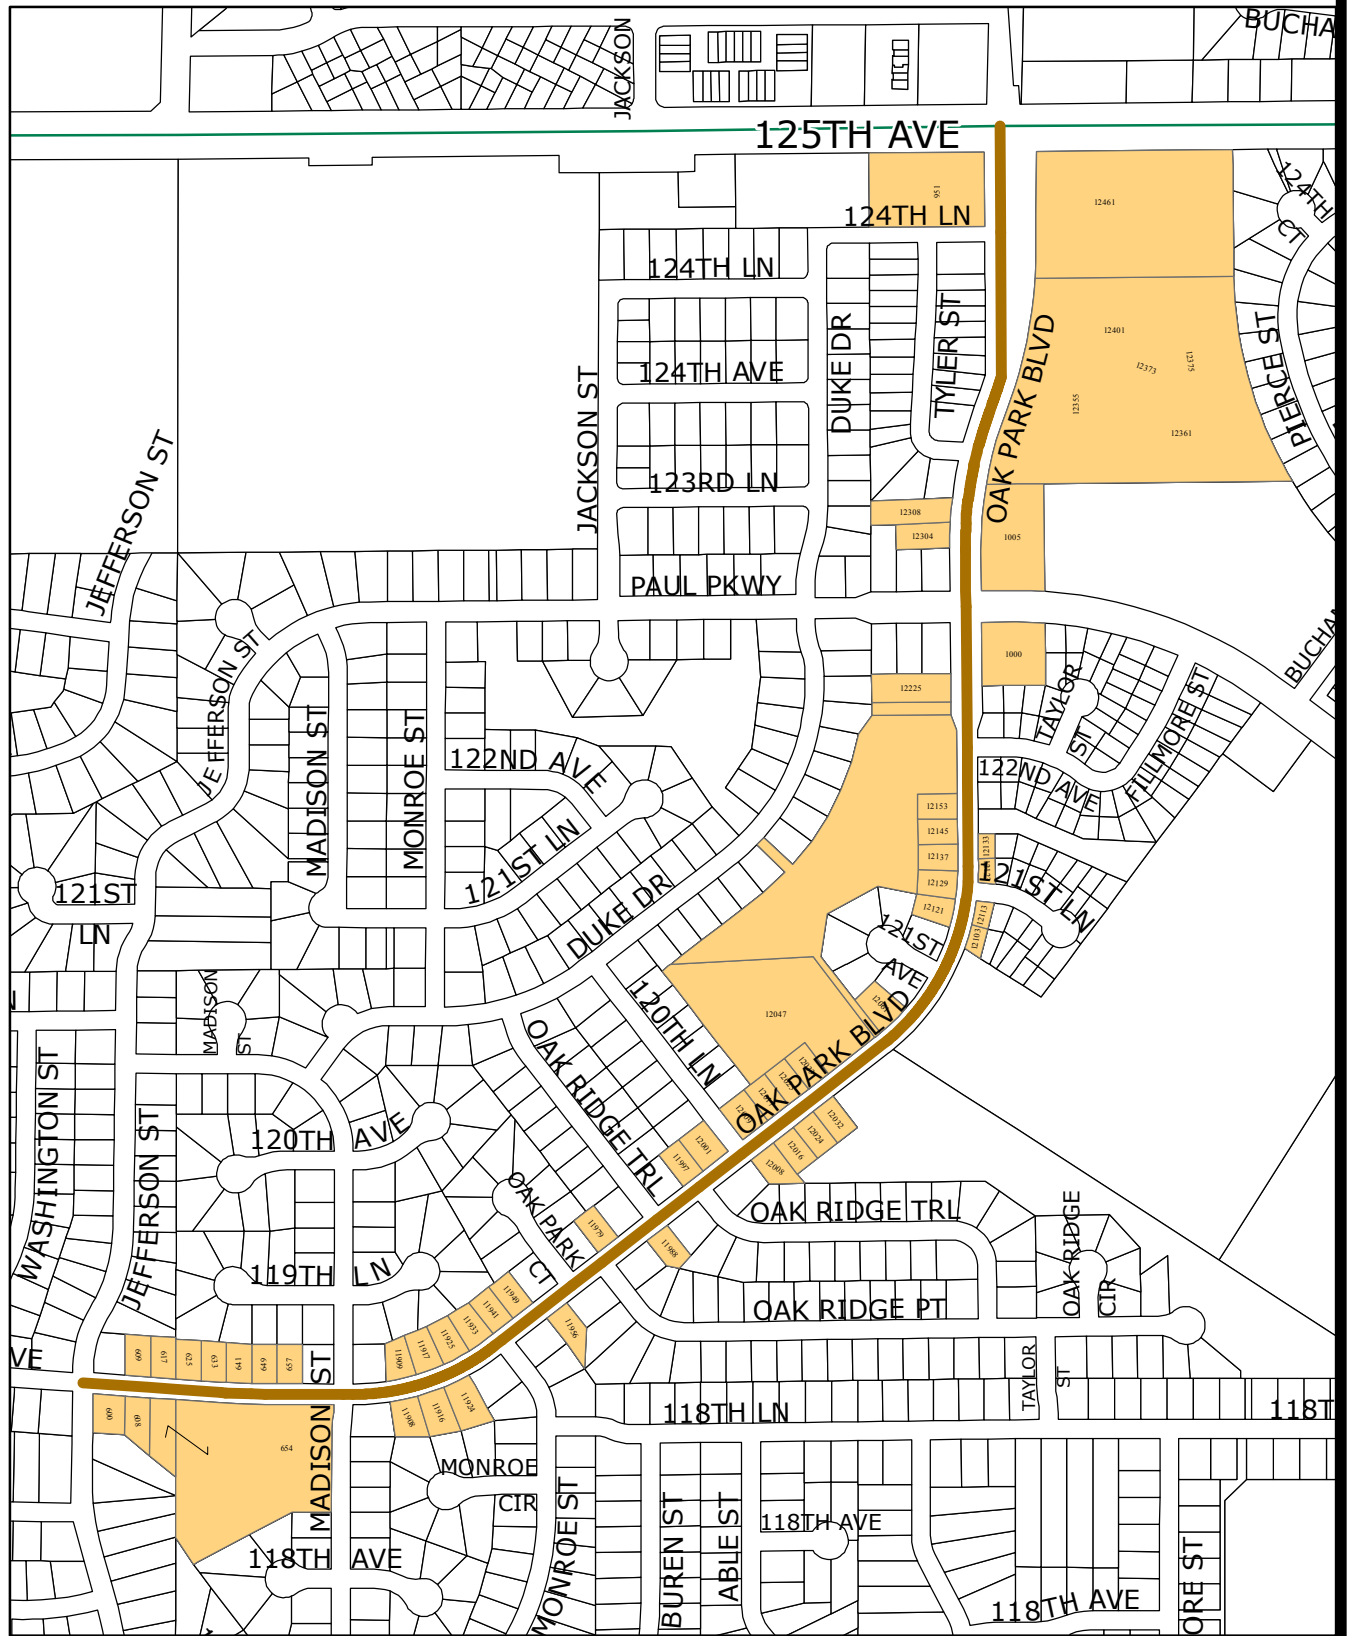 BUCHA
JACKSON
125TH AVE
951
12461
124TH
CT
124TH LN
124TH LN
DUKE DR
TYLER ST
OAK PARK BLVD
12401
12373
12375
12355
12361
PIERCE ST
124TH AVE
JACKSON ST
JEFFERSON ST
123RD LN
12308
12304
1005
PAUL PKWY
BUCHA
JEFFERSON ST
1000
12225
TAYLOR
ST
FILLMORE ST
MADISON ST
MONROE ST
122ND AVE
122ND AVE
12153
12145
12137
12129
12121
12133
121ST LN
12113
12103
121ST LN
121ST
LN
DUKE DR
121ST
AVE
MADISON
ST
120TH LN
12047
OAK PARK BLVD
WASHINGTON ST
JEFFERSON ST
120TH AVE
OAK RIDGE TRL
12001
11997
12032
12024
12016
12008
OAK PARK
CT
11979
11988
OAK RIDGE TRL
OAK RIDGE
CIR
119TH LN
11949
11941
11933
11925
11917
11909
11956
OAK RIDGE PT
VE
609
617
625
633
641
649
657
MADISON ST
TAYLOR
ST
600
608
654
11908
11916
11924
118TH LN
118T
MONROE
CIR
MONROE ST
BUREN ST
ABLE ST
118TH AVE
118TH AVE
118TH AVE
ORE ST